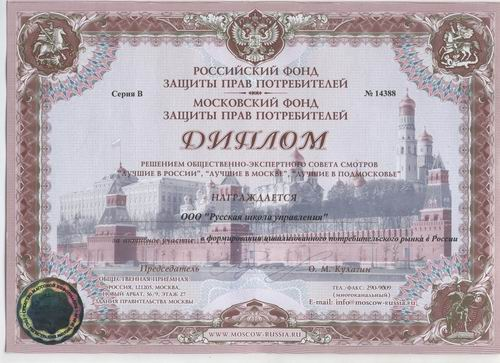 РОССИЙСКИЙ ФОНД
ЗАЩИТЫ ПРАВ ПОТРЕБИТЕЛЕЙ
Серия В
№ 14388
МОСКОВСКИЙ ФОНД
ЗАЩИТЫ ПРАВ ПОТРЕБИТЕЛЕЙ
ДИПЛОМ
РЕШЕНИЕМ ОБЩЕСТВЕННО-ЭКСПЕРТНОГО СОВЕТА СМОТРОВ
"ЛУЧШИЕ В РОССИИ", "ЛУЧШИЕ В МОСКВЕ", "ЛУЧШИЕ В ПОДМОСКОВЬЕ"
НАГРАЖДАЕТСЯ
ООО "Русская школа управления"
за активное участие в формировании цивилизованного потребительского рынка в России
Председатель
О. М. Кулагин
ОБЩЕСТВЕННАЯ ПРИЕМНАЯ
РОССИЯ, 121205, МОСКВА,
НОВЫЙ АРБАТ, 36/9, ЭТАЖ 27
ЗДАНИЯ ПРАВИТЕЛЬСТВА МОСКВЫ
ТЕЛ./ФАКС: 290-9009
(многоканальный)
E-mail: info@moscow-russia.ru
WWW.MOSCOW-RUSSIA.RU